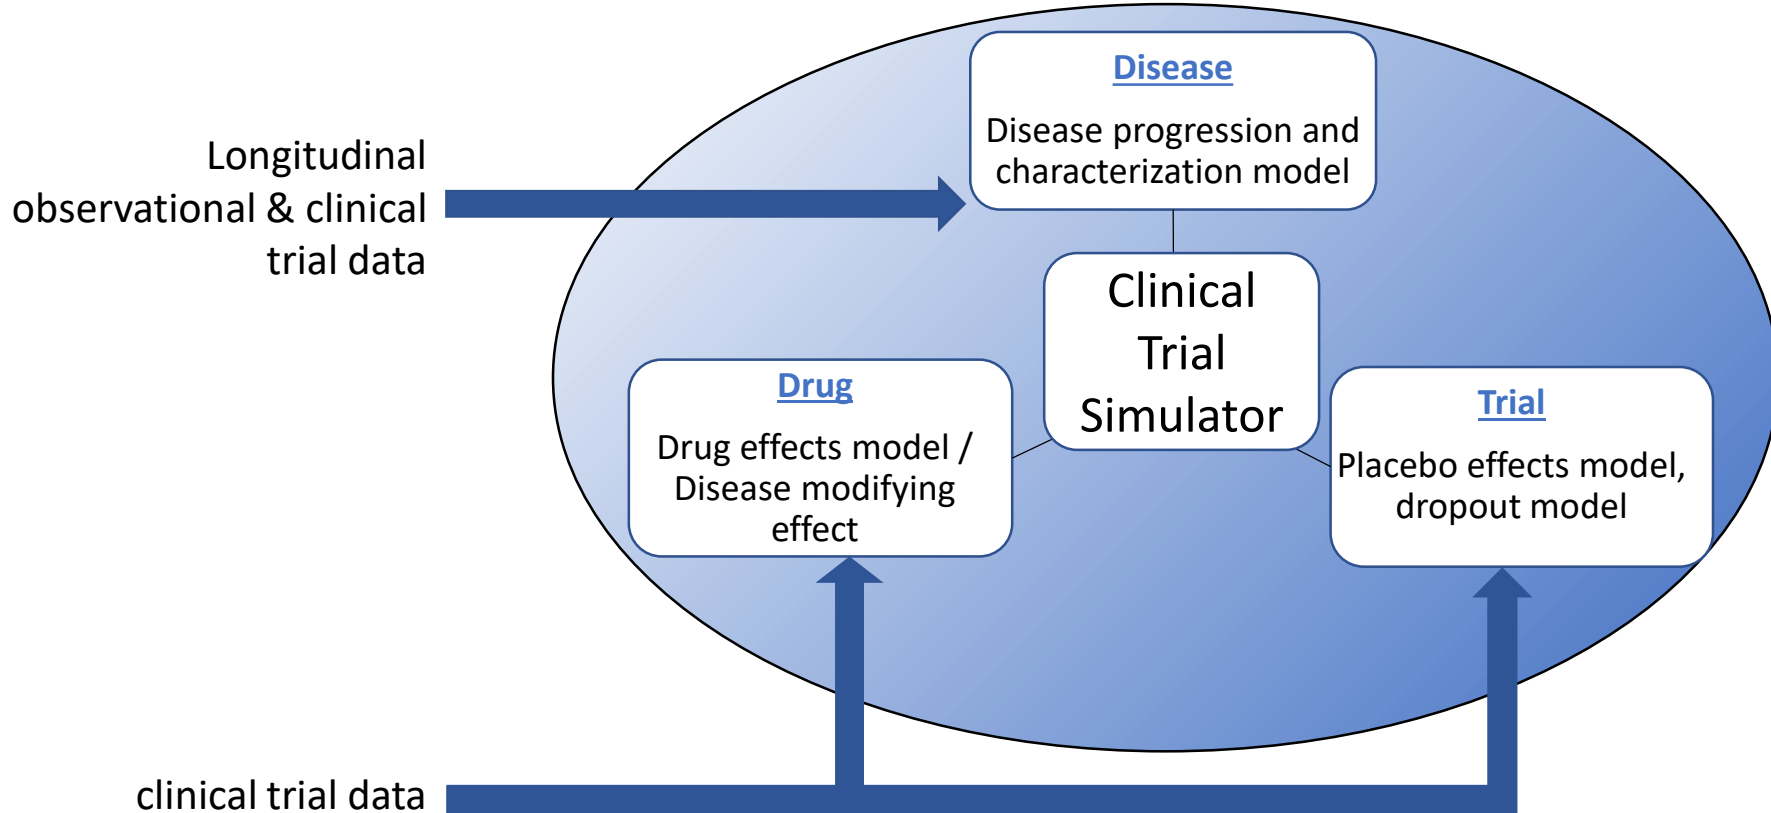 Disease
Disease progression and
characterization model
Longitudinal
observational & clinical
trial data
Clinical
Trial
Simulator
Drug
Drug effects model /
Disease modifying
effect
Trial
Placebo effects model,
dropout model
clinical trial data